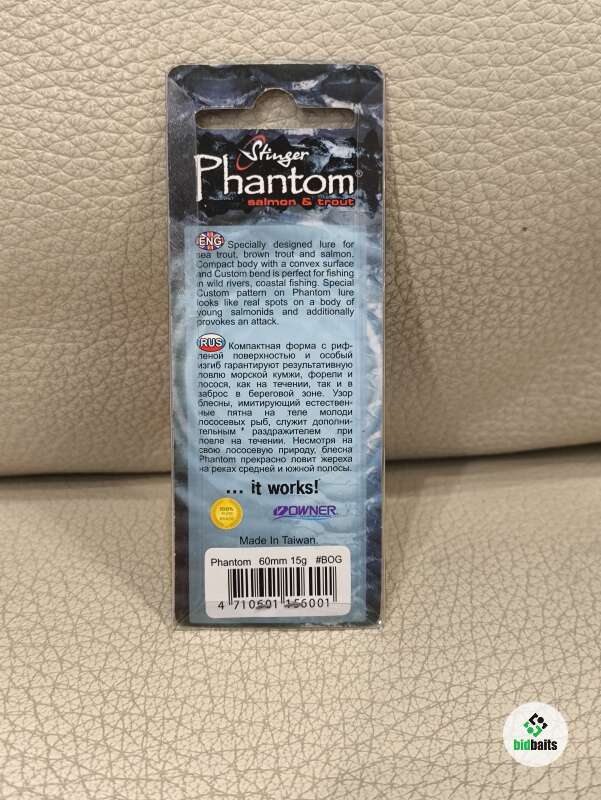 Stinger
Phantom®
salmon & trout
ENG Specially designed lure for
sea trout, brown trout and salmon.
Compact body with a convex surface
and Custom bend is perfect for fishing
in wild rivers, coastal fishing. Special
Custom pattern on Phantom lure
looks like real spots on a body of
young salmonids and additionally
provokes an attack.
RUS Компактная форма с риф-
леной поверхностью и особый
изгиб гарантируют результативную
ловлю морской кумжи, форели и
лосося, как на течении, так и в
заброс в береговой зоне. Узор
блесны, имитирующий естествен-
ные пятна на теле молоди
лососевых рыб, служит дополни-
тельным раздражителем при
ловле на течении. Несмотря на
свою лососевую природу, блесна
Phantom прекрасно ловит жереха
на реках средней и южной полосы.
... it works!
100%
OWNER
Made In Taiwan.
Phantom 60mm 15g #BOG
4 710601 156001
bidbaits